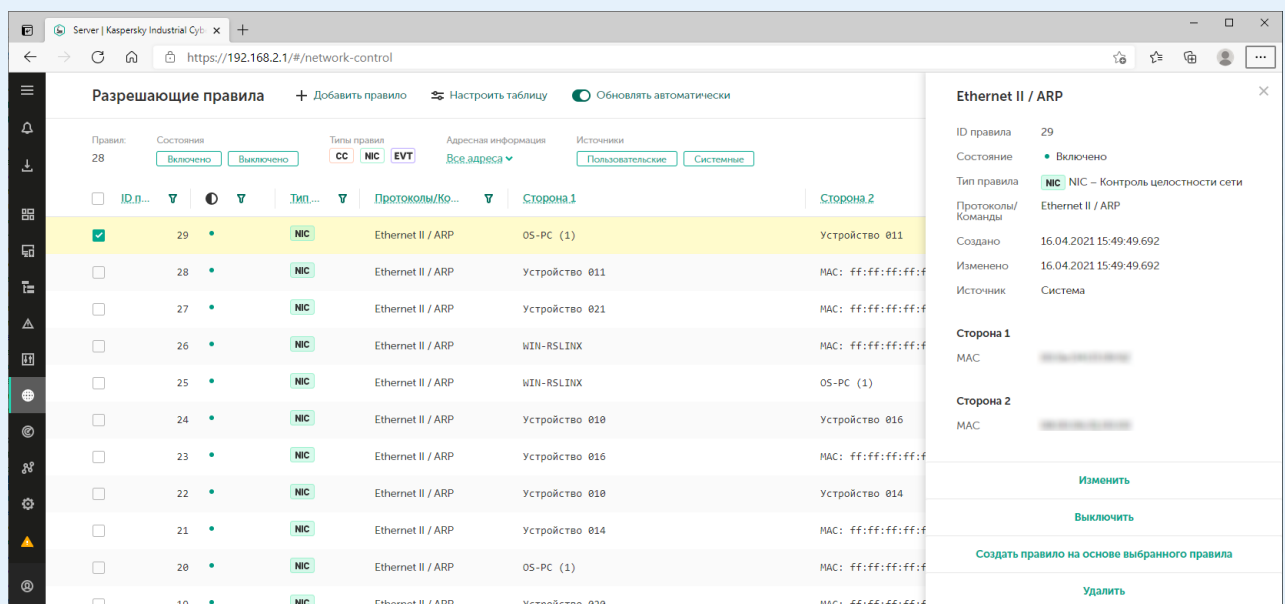 Server | Kaspersky Industrial Cyb
https://192.168.2.1/#/network-control
Разрешающие правила
Добавить правило
Настроить таблицу
Обновлять автоматически
Правил: Состояния Типы правил Адресная информация Источники
28 Включено Выключено CC NIC EVT Все адреса Пользовательские Системные
ID п... Тип ... Протоколы/Ко... Сторона 1 Сторона 2
29 NIC Ethernet II / ARP OS-PC (1) Устройство 011
28 NIC Ethernet II / ARP Устройство 011 MAC: ff:ff:ff:ff:f
27 NIC Ethernet II / ARP Устройство 021 MAC: ff:ff:ff:ff:f
26 NIC Ethernet II / ARP WIN-RSLINX MAC: ff:ff:ff:ff:f
25 NIC Ethernet II / ARP WIN-RSLINX OS-PC (1)
24 NIC Ethernet II / ARP Устройство 010 Устройство 016
23 NIC Ethernet II / ARP Устройство 016 MAC: ff:ff:ff:ff:f
22 NIC Ethernet II / ARP Устройство 010 Устройство 014
21 NIC Ethernet II / ARP Устройство 014 MAC: ff:ff:ff:ff:f
20 NIC Ethernet II / ARP OS-PC (1) MAC: ff:ff:ff:ff:f
Ethernet II / ARP
ID правила 29
Состояние Включено
Тип правила NIC NIC – Контроль целостности сети
Протоколы/ Ethernet II / ARP
Команды
Создано 16.04.2021 15:49:49.692
Изменено 16.04.2021 15:49:49.692
Источник Система
Сторона 1
MAC
Сторона 2
MAC
Изменить
Выключить
Создать правило на основе выбранного правила
Удалить